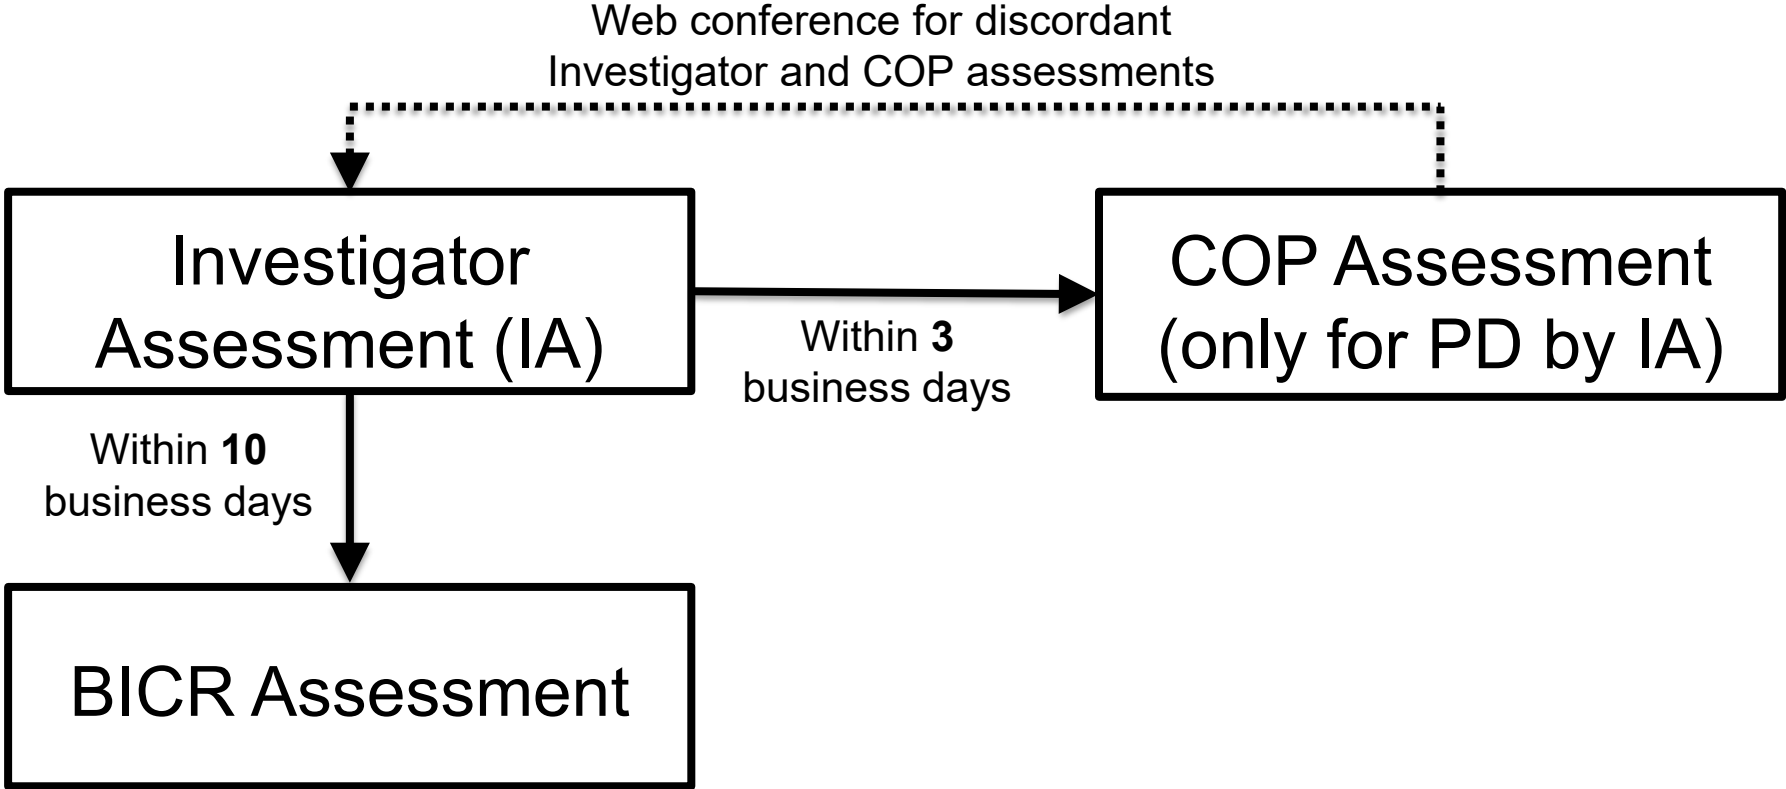 Web conference for discordant
Investigator and COP assessments
Investigator
Assessment (IA)
COP Assessment
(only for PD by IA)
Within 3
business days
Within 10
business days
BICR Assessment